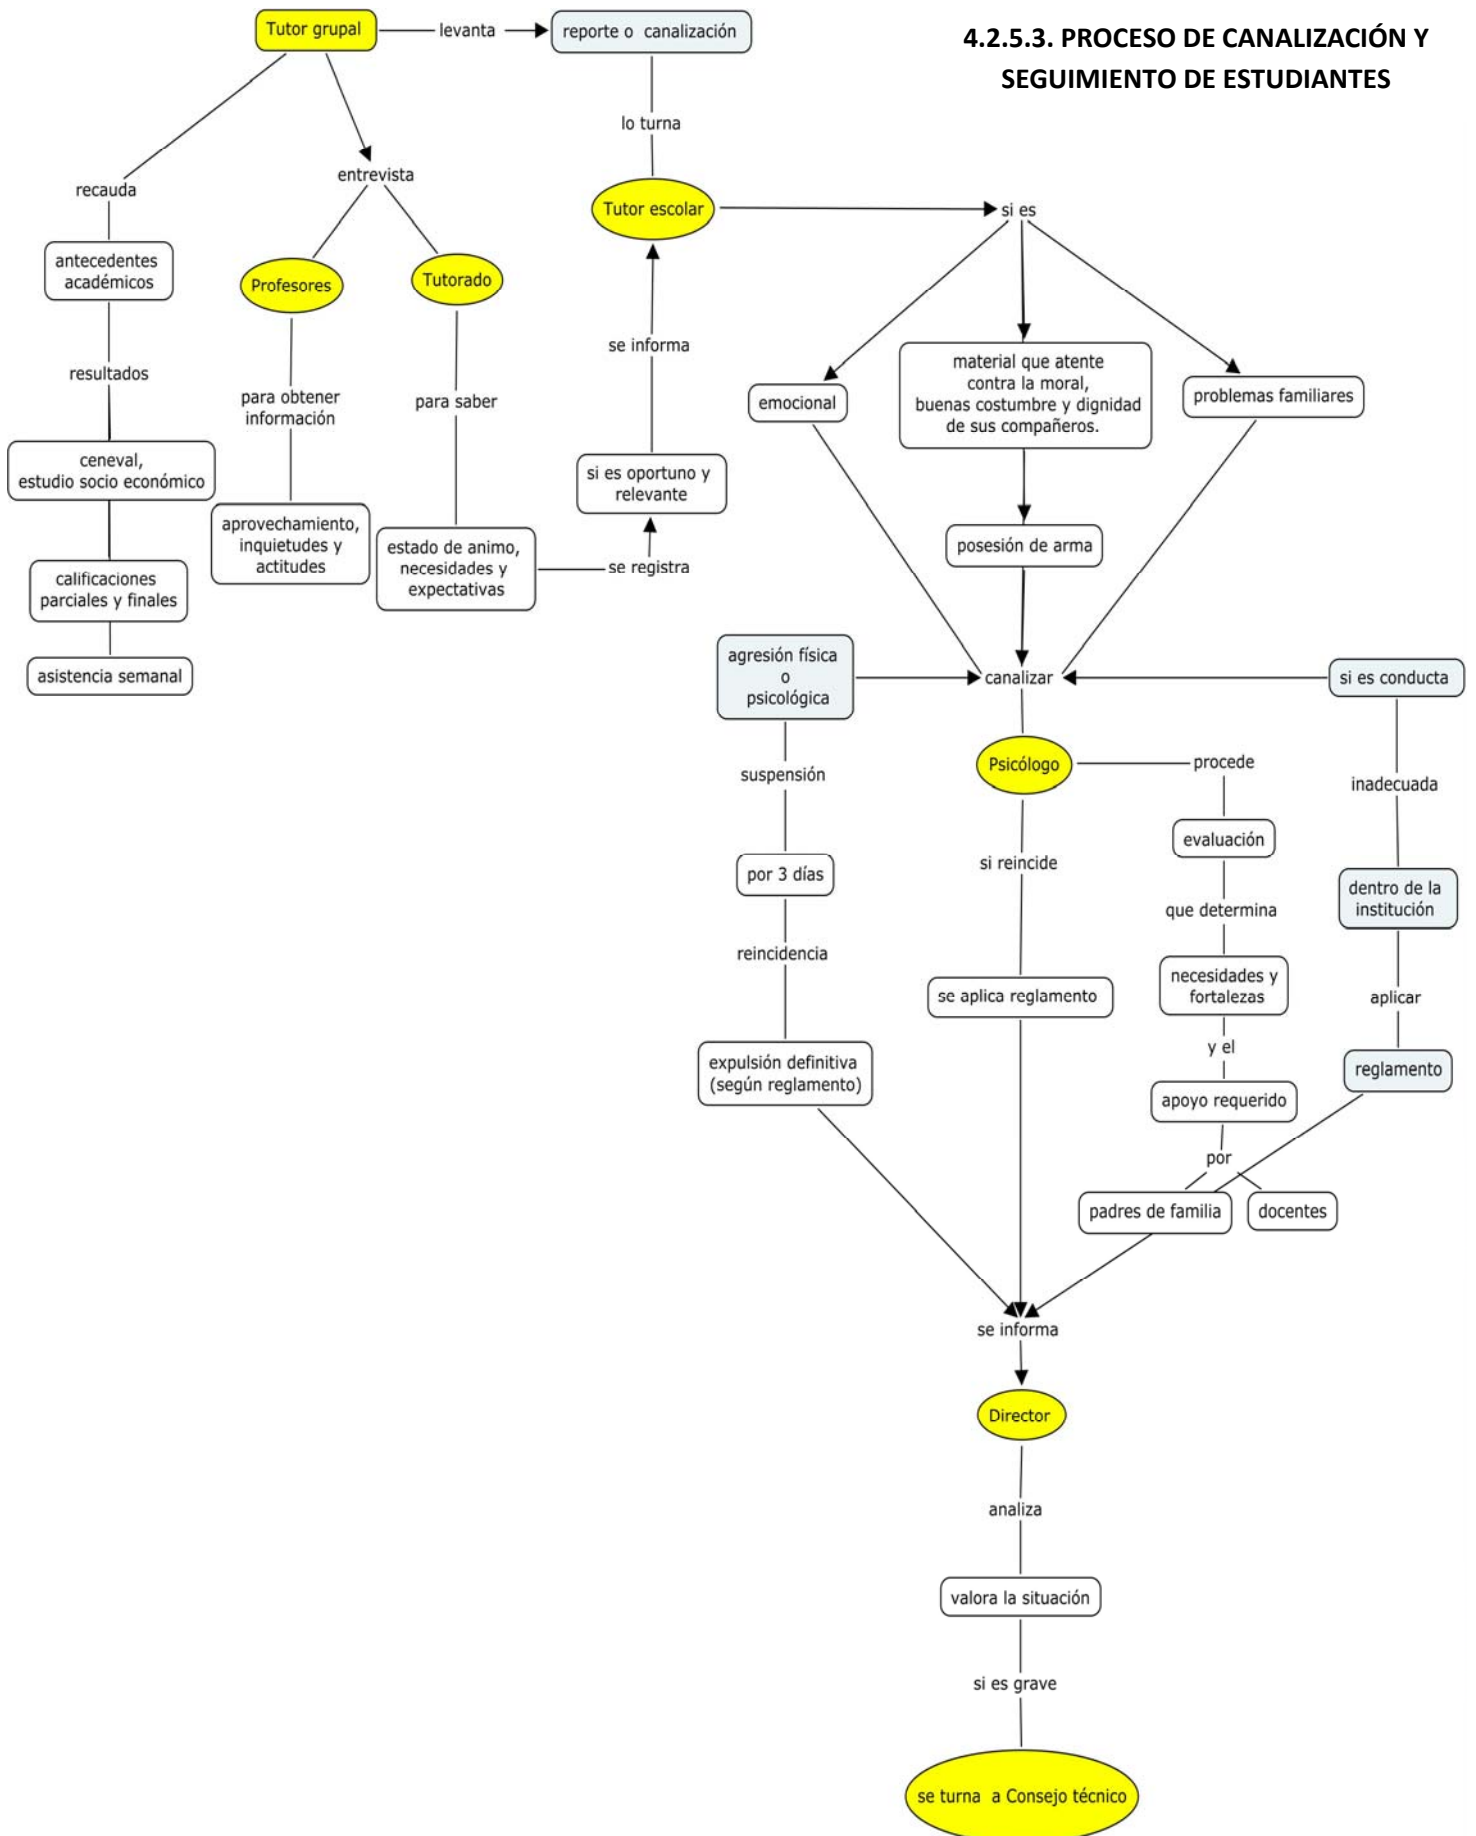 4.2.5.3. PROCESO DE CANALIZACIÓN Y
SEGUIMIENTO DE ESTUDIANTES
Tutor grupal
levanta
reporte o canalización
lo turna
recauda
entrevista
Tutor escolar
si es
antecedentes
académicos
Profesores
Tutorado
resultados
para obtener
información
para saber
se informa
emocional
material que atente
contra la moral,
buenas costumbre y dignidad
de sus compañeros.
problemas familiares
ceneval,
estudio socio económico
si es oportuno y
relevante
aprovechamiento,
inquietudes y
actitudes
estado de animo,
necesidades y
expectativas
se registra
posesión de arma
calificaciones
parciales y finales
asistencia semanal
agresión física
o
psicológica
canalizar
si es conducta
suspensión
Psicólogo
procede
inadecuada
evaluación
por 3 días
si reincide
dentro de la
institución
que determina
reincidencia
necesidades y
fortalezas
se aplica reglamento
aplicar
y el
expulsión definitiva
(según reglamento)
reglamento
apoyo requerido
por
padres de familia
docentes
se informa
Director
analiza
valora la situación
si es grave
se turna a Consejo técnico